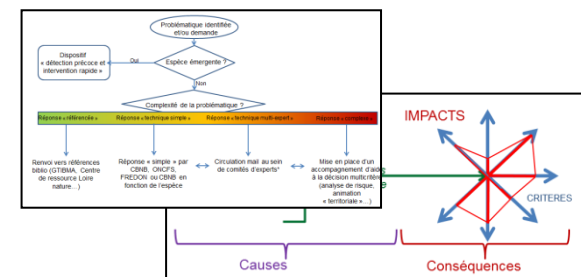 Problématique identifiée
et/ou demande
Dispositif
« détection précoce et
intervention rapide »
Oui
Espèce émergente ?
Non
Complexité de la problématique ?
Réponse « référencée »
Réponse « technique simple »
Réponse « technique multi-expert »
Réponse « complexe »
Renvoi vers références
biblio (GTIBMA, Centre
de ressource Loire
nature…)
Réponse « simple » par
CBNB, ONCFS,
FREDON ou CBNB en
fonction de l'espèce
Circulation mail au sein
de comités d'experts*
Mise en place d'un
accompagnement d'aide
à la décision multicritère
(analyse de risque,
animation
« territoriale »…)
IMPACTS
CRITERES
Causes
Conséquences